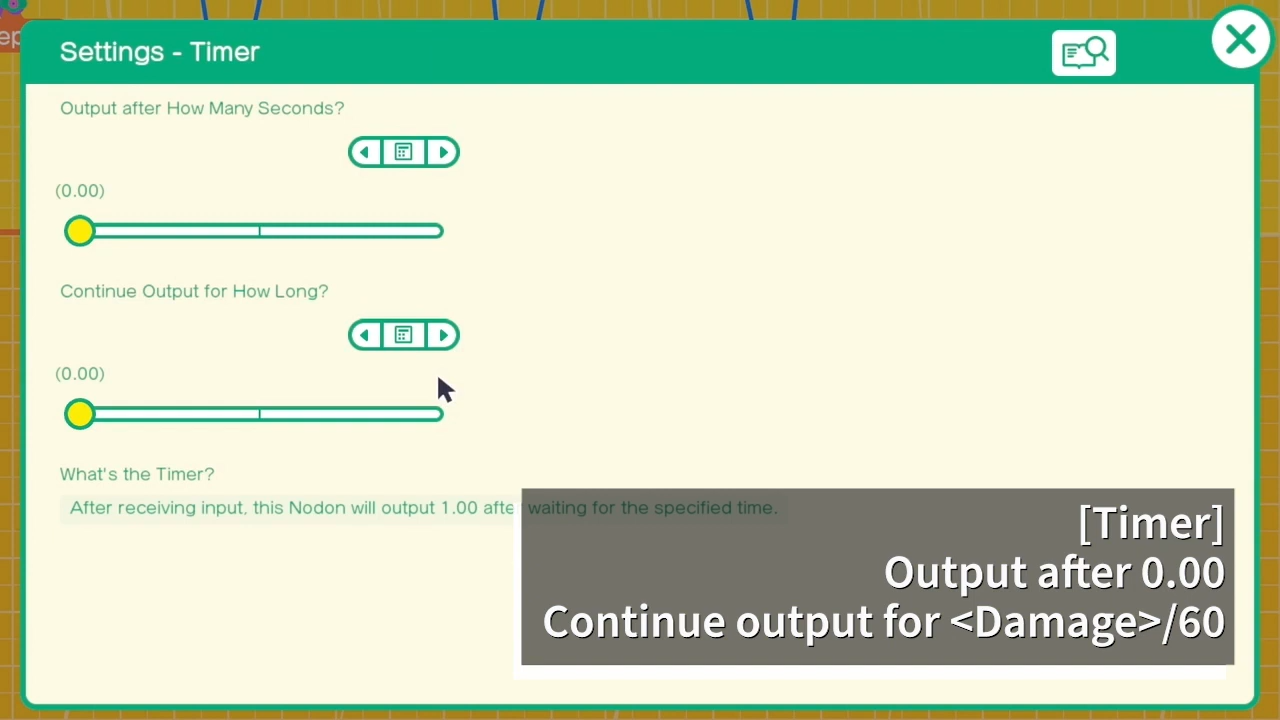 ep
Settings - Timer
Output after How Many Seconds?
(0.00)
Continue Output for How Long?
(0.00)
What's the Timer?
After receiving input, this Nodon will output 1.00 after waiting for the specified time.
[Timer]
Output after 0.00
Continue output for <Damage>/60